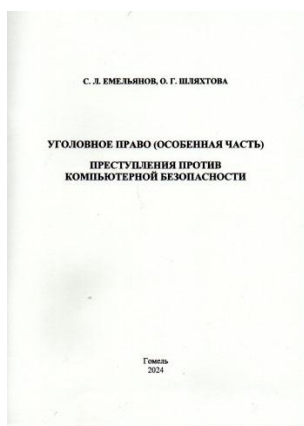 С. Л. ЕМЕЛЬЯНОВ, О. Г. ШЛЯХТОВА
УГОЛОВНОЕ ПРАВО (ОСОБЕННАЯ ЧАСТЬ)
ПРЕСТУПЛЕНИЯ ПРОТИВ
КОМПЬЮТЕРНОЙ БЕЗОПАСНОСТИ
Гомель
2024